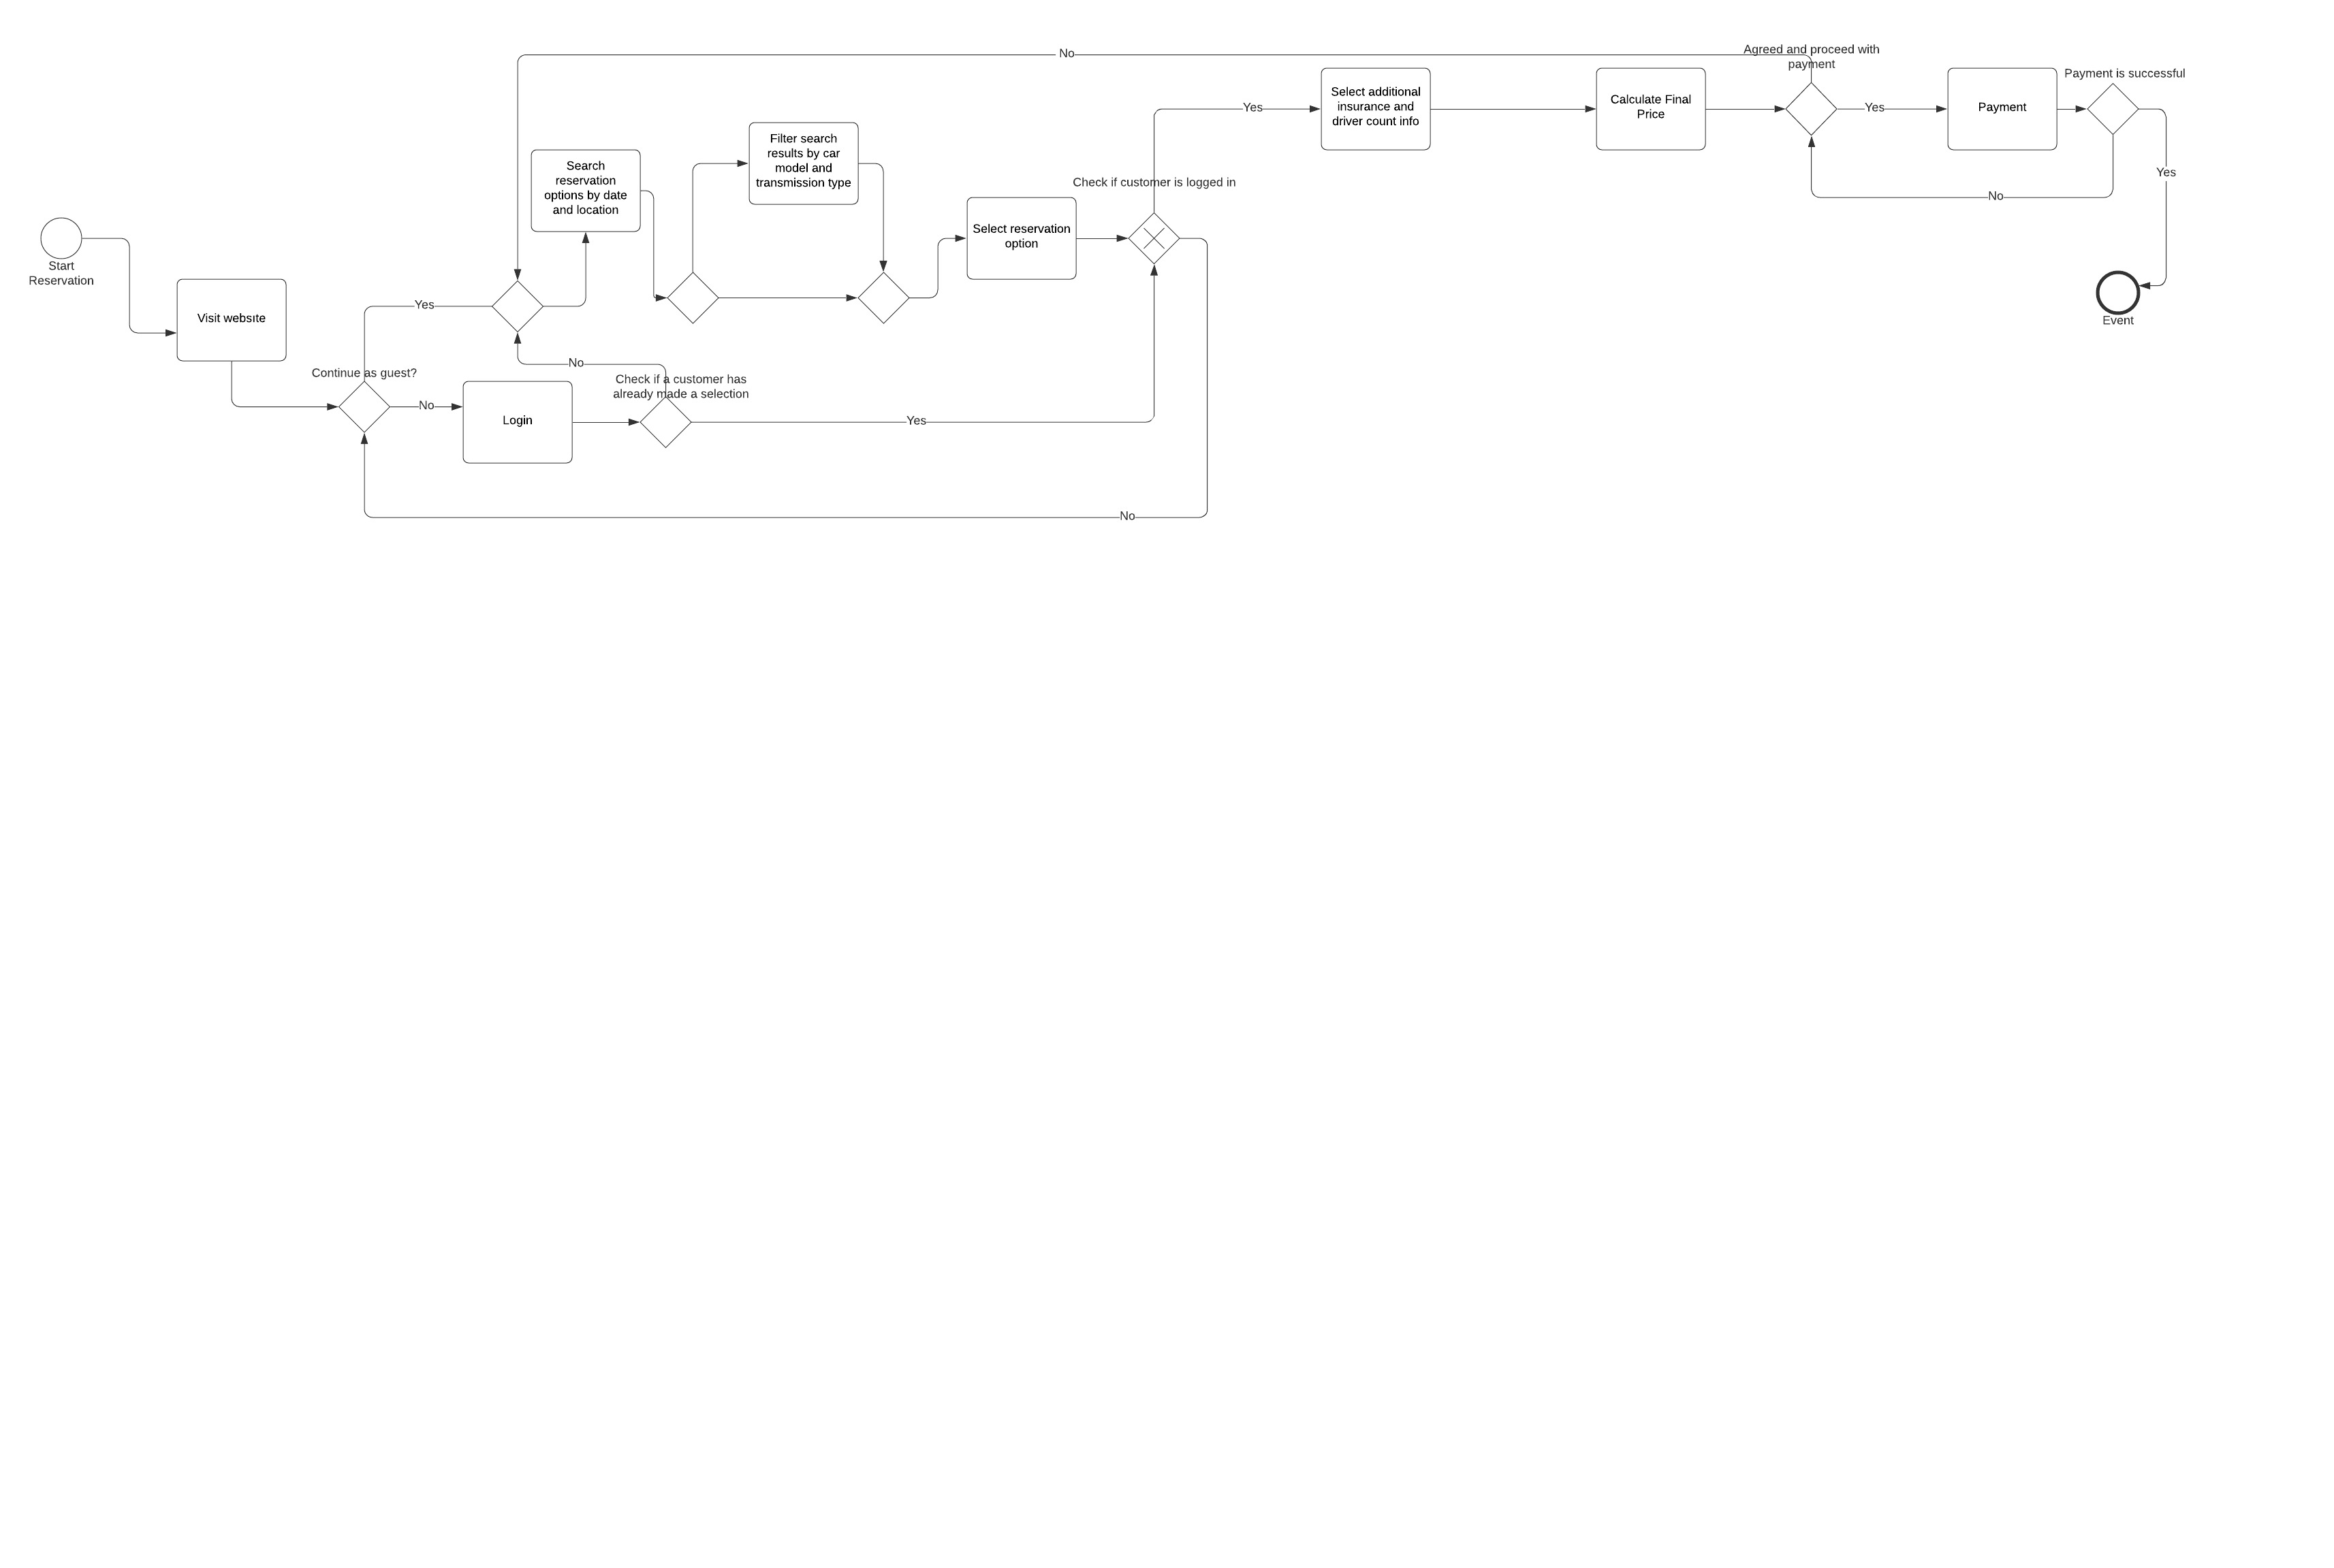 No
Agreed and proceed with
payment
Payment is successful
Select additional
insurance and
driver count info
Calculate Final
Price
Yes
Yes
Payment
Filter search
results by car
model and
transmission type
Search
reservation
options by date
and location
Check if customer is logged in
Yes
No
Select reservation
option
Start
Reservation
Visit websıte
Yes
Event
Continue as guest?
No
Check if a customer has
already made a selection
No
Login
Yes
No